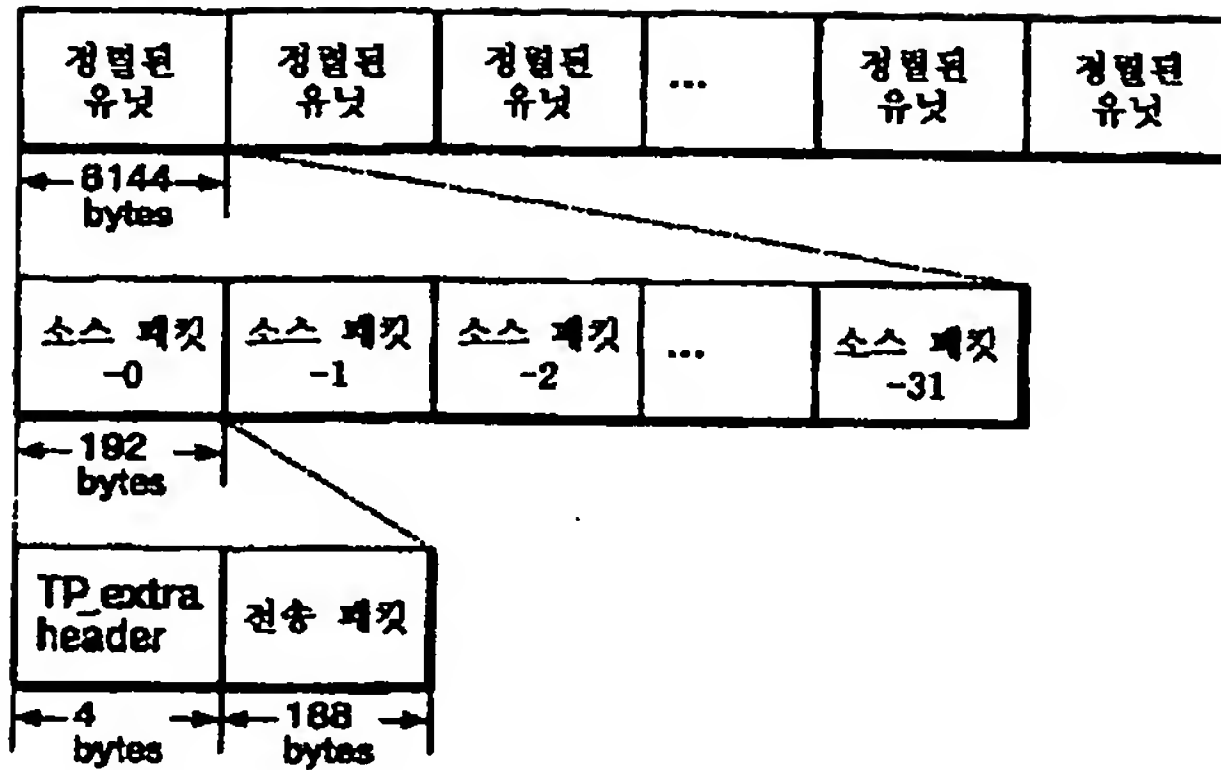 정렬된 유닛
정렬된 유닛
정렬된 유닛
...
정렬된 유닛
정렬된 유닛
6144 bytes
소스 패킷 -0
소스 패킷 -1
소스 패킷 -2
...
소스 패킷 -31
192 bytes
TP_extra header
전송 패킷
4 bytes
188 bytes